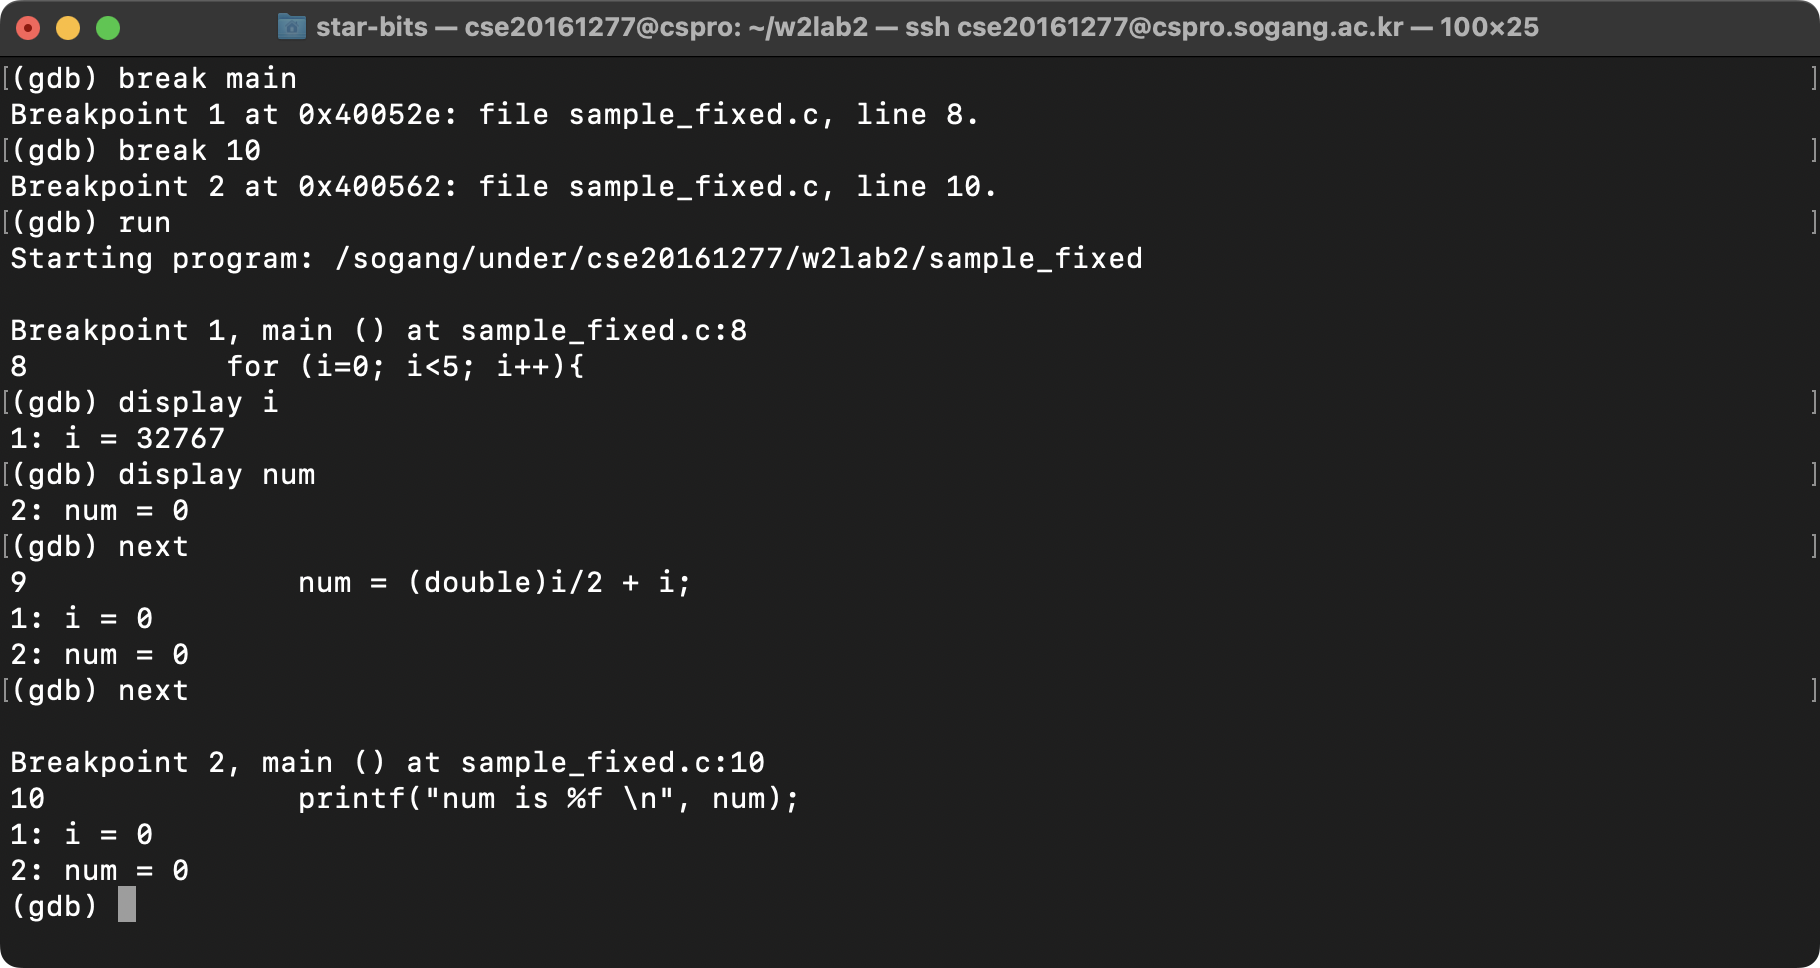 star-bits — cse20161277@cspro: ~/w2lab2 — ssh cse20161277@cspro.sogang.ac.kr — 100×25
[(gdb) break main ]
Breakpoint 1 at 0x40052e: file sample_fixed.c, line 8.
[(gdb) break 10 ]
Breakpoint 2 at 0x400562: file sample_fixed.c, line 10.
[(gdb) run ]
Starting program: /sogang/under/cse20161277/w2lab2/sample_fixed
Breakpoint 1, main () at sample_fixed.c:8
8           for (i=0; i<5; i++){
[(gdb) display i ]
1: i = 32767
[(gdb) display num ]
2: num = 0
[(gdb) next ]
9               num = (double)i/2 + i;
1: i = 0
2: num = 0
[(gdb) next ]
Breakpoint 2, main () at sample_fixed.c:10
10              printf("num is %f \n", num);
1: i = 0
2: num = 0
(gdb)